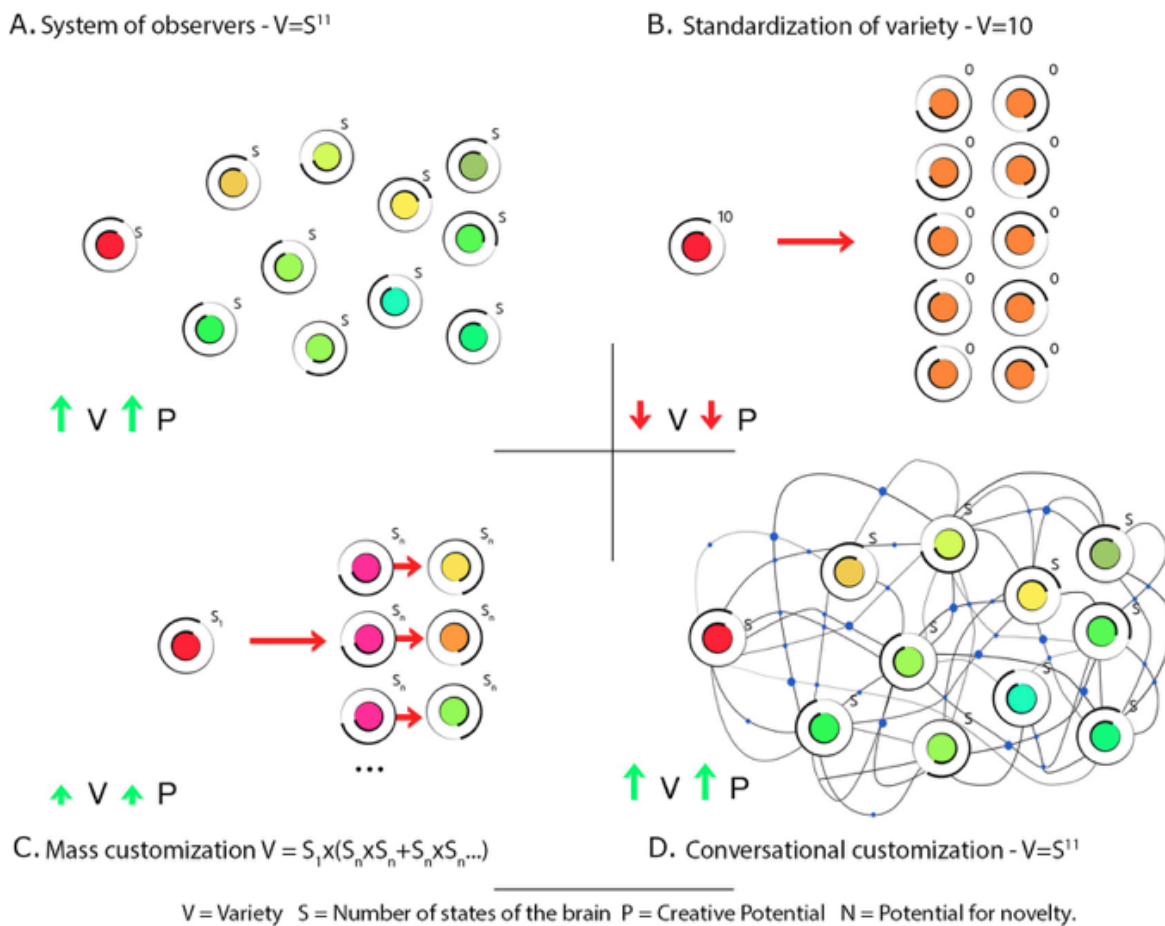 A. System of observers - V=S¹¹
S
S
S
S
S
S
S
S
S
S
S
↑ V ↑ P
B. Standardization of variety - V=10
10
0 0
0 0
0 0
0 0
0 0
↓ V ↓ P
S₁
Sₙ Sₙ
Sₙ Sₙ
Sₙ Sₙ
...
↑ V ↑ P
C. Mass customization V = S₁x(SₙxSₙ+SₙxSₙ...)
S
S
S
S
S
S
S
S
S
S
S
↑ V ↑ P
D. Conversational customization - V=S¹¹
V = Variety S = Number of states of the brain P = Creative Potential N = Potential for novelty.